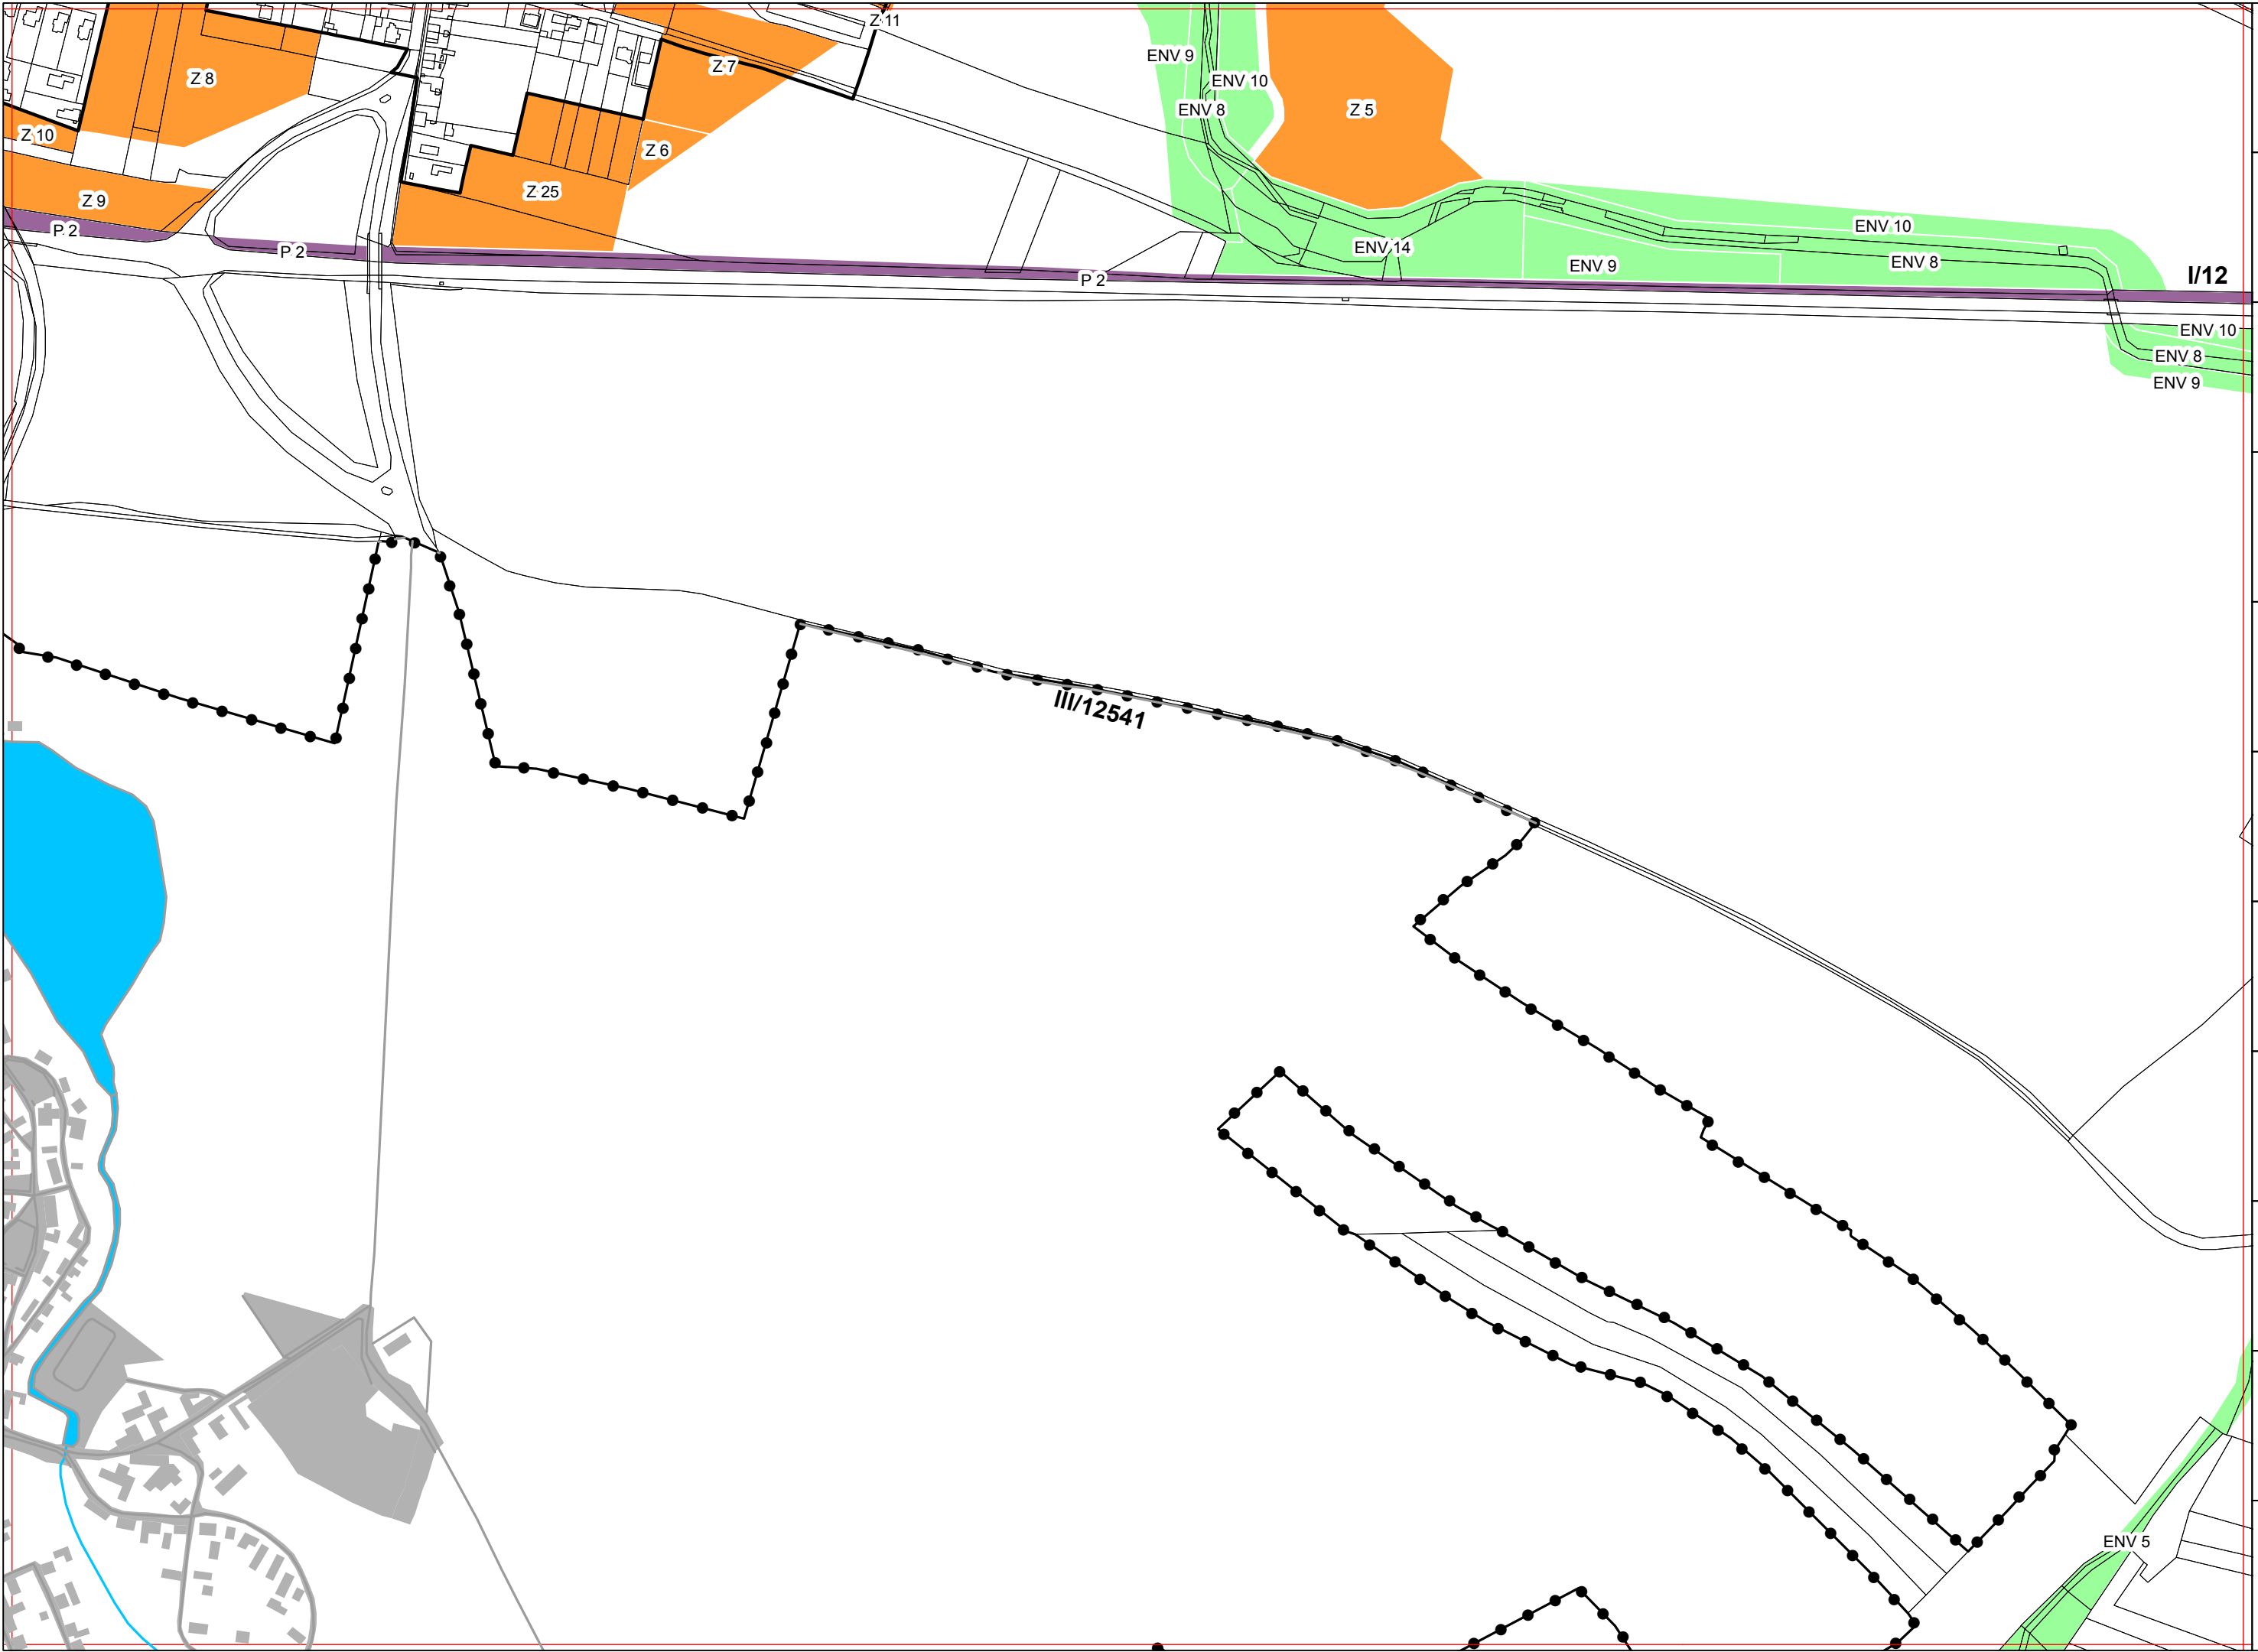 Z 11
ENV 9
Z 7
Z 8
ENV 10
ENV 8
Z 5
Z 10
Z 6
Z 25
Z 9
P 2
ENV 10
ENV 14
P 2
ENV 8
ENV 9
I/12
P 2
ENV 10
ENV 8
ENV 9
III/12541
ENV 5